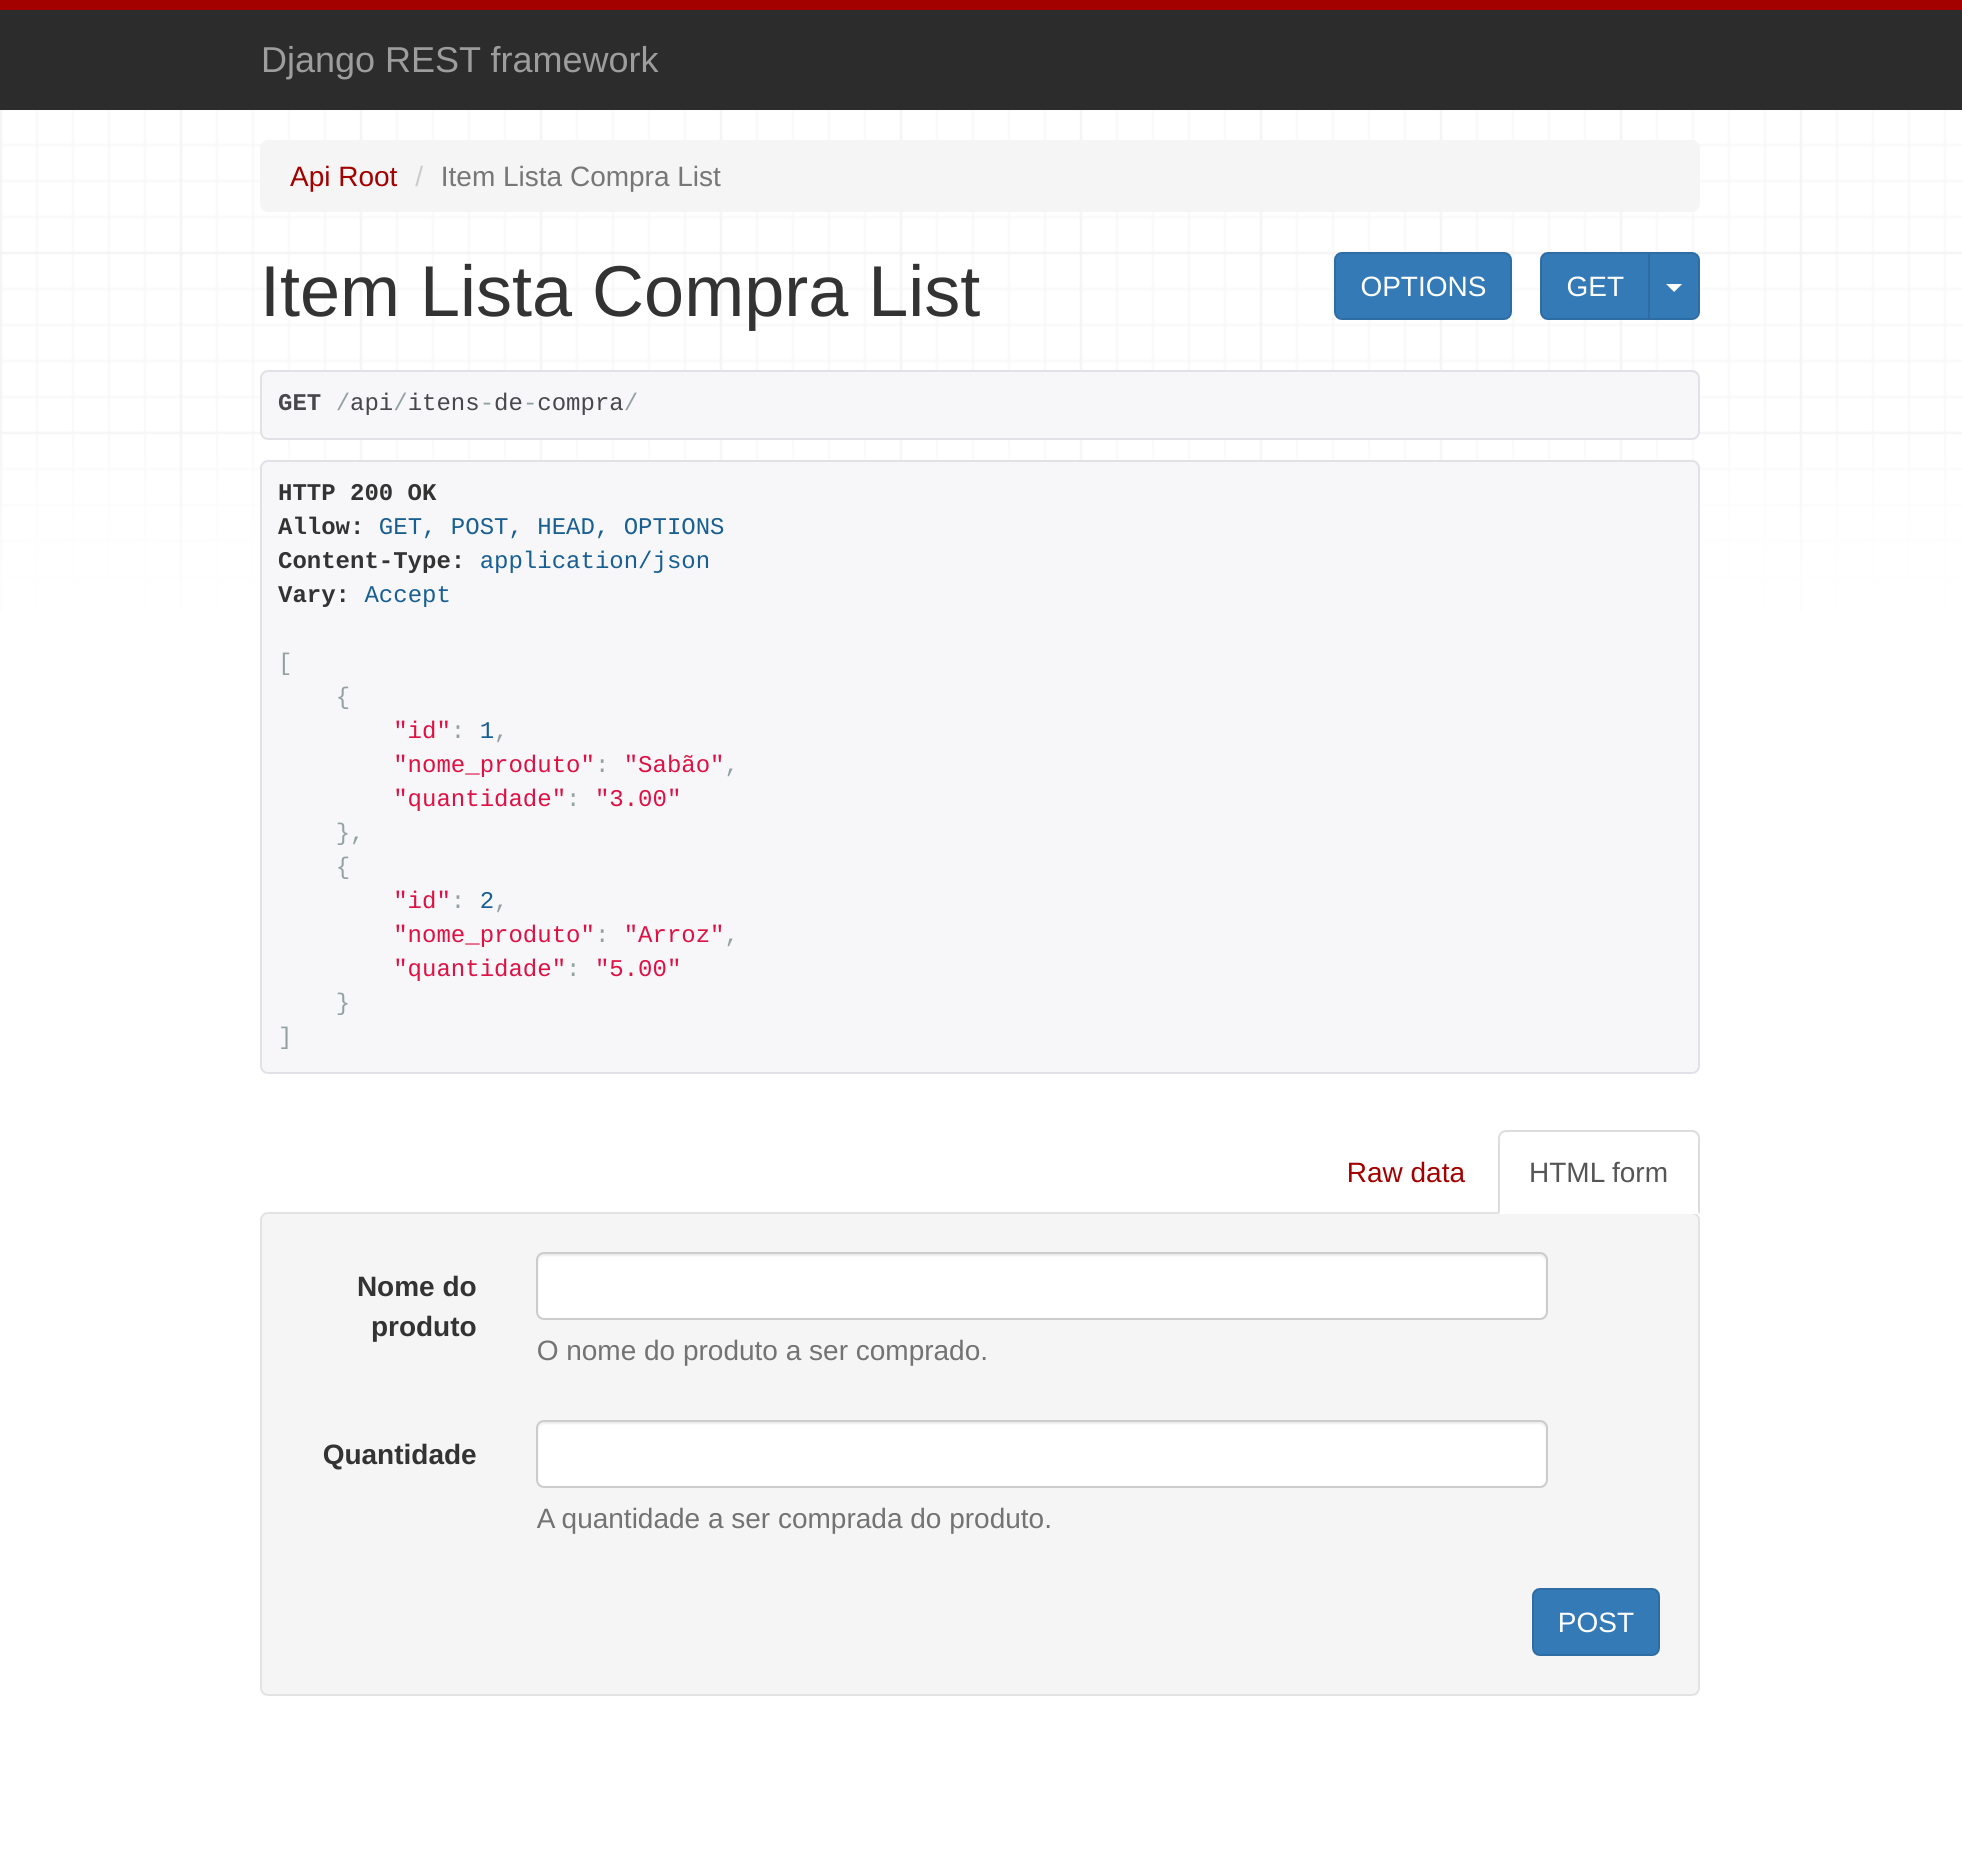 Django REST framework
Api Root / Item Lista Compra List
Item Lista Compra List
OPTIONS GET
GET /api/itens-de-compra/
HTTP 200 OK
Allow: GET, POST, HEAD, OPTIONS
Content-Type: application/json
Vary: Accept
[
    {
        "id": 1,
        "nome_produto": "Sabão",
        "quantidade": "3.00"
    },
    {
        "id": 2,
        "nome_produto": "Arroz",
        "quantidade": "5.00"
    }
]
Raw data HTML form
Nome do
produto
O nome do produto a ser comprado.
Quantidade
A quantidade a ser comprada do produto.
POST